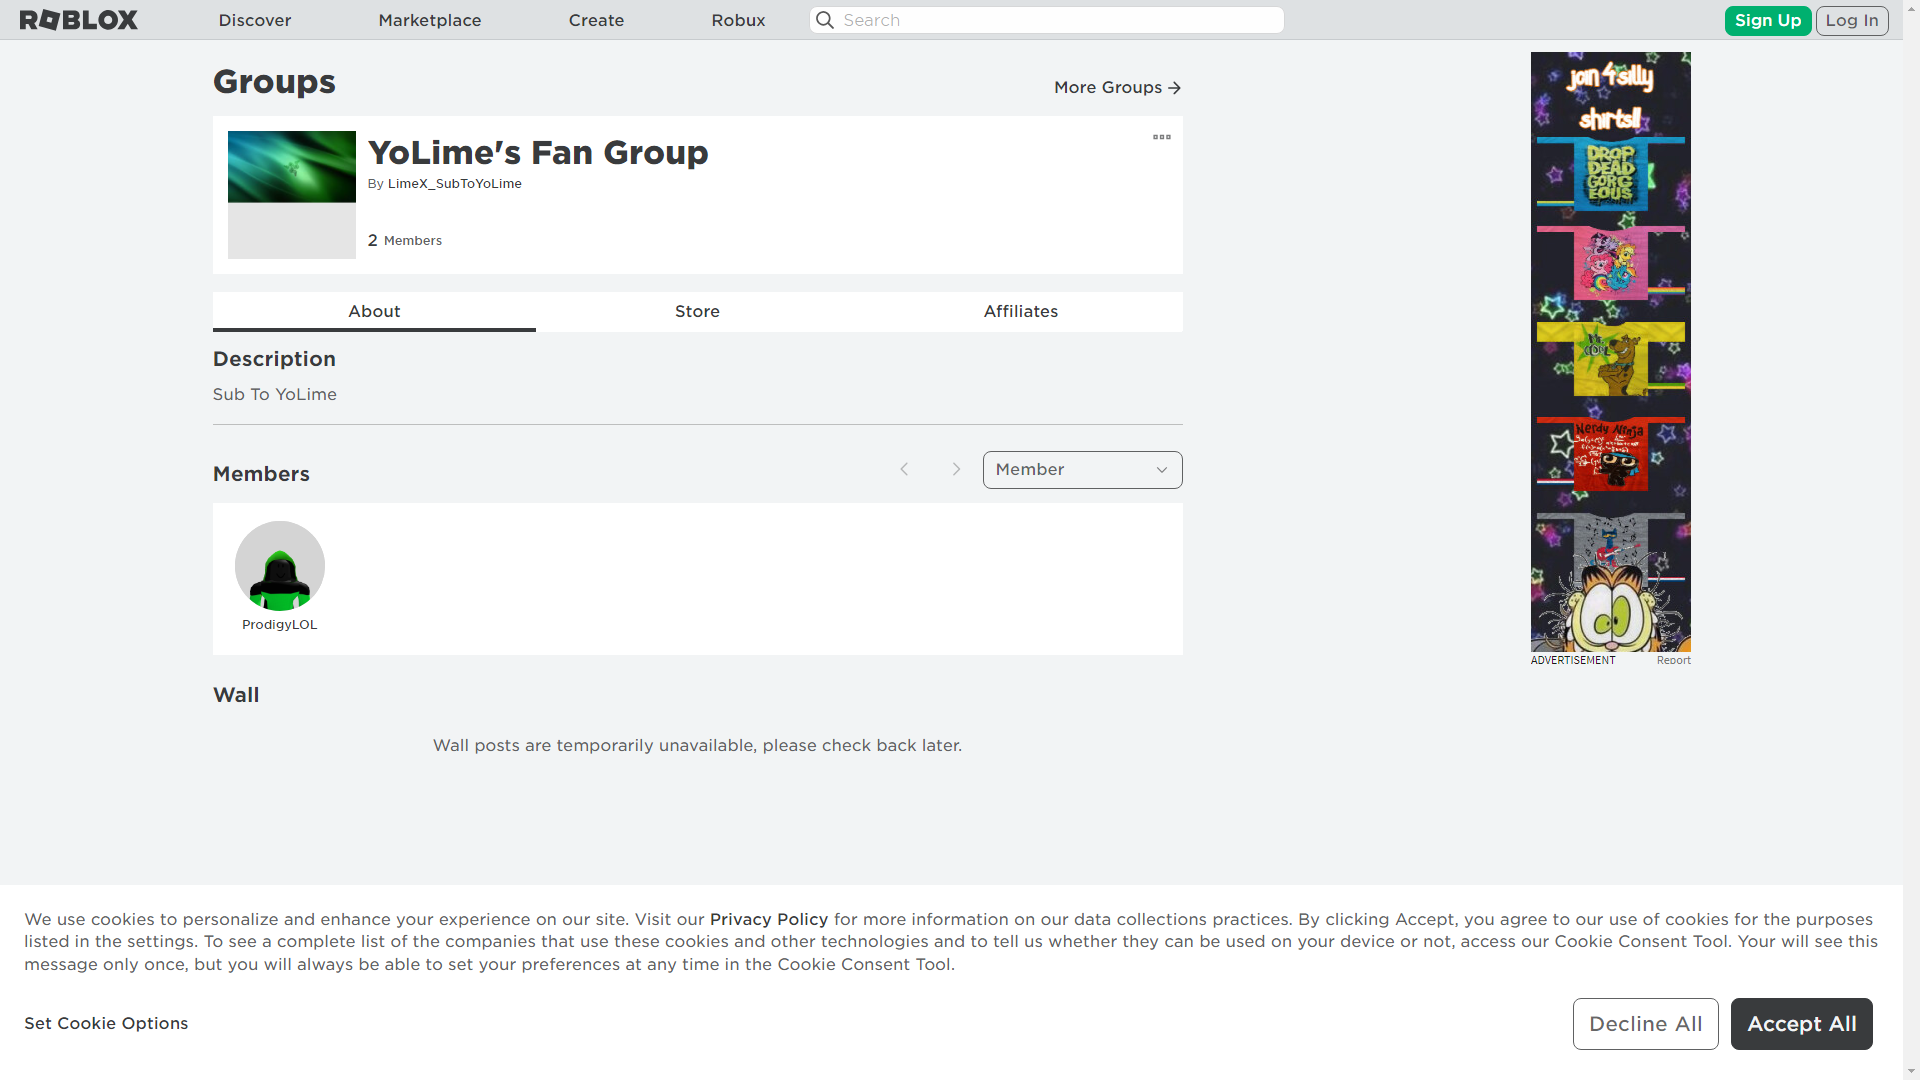 ROBLOX
Discover
Marketplace
Create
Robux
Search
Sign Up
Log In
Groups
More Groups
YoLime's Fan Group
By LimeX_SubToYoLime
2 Members
About
Store
Affiliates
Description
Sub To YoLime
Members
Member
ProdigyLOL
Wall
Wall posts are temporarily unavailable, please check back later.
join 4 silly
shirts!!
DROP
DEAD
GORG
EOUS
Nerdy Ninja
ADVERTISEMENT
Report
We use cookies to personalize and enhance your experience on our site. Visit our Privacy Policy for more information on our data collections practices. By clicking Accept, you agree to our use of cookies for the purposes
listed in the settings. To see a complete list of the companies that use these cookies and other technologies and to tell us whether they can be used on your device or not, access our Cookie Consent Tool. Your will see this
message only once, but you will always be able to set your preferences at any time in the Cookie Consent Tool.
Set Cookie Options
Decline All
Accept All